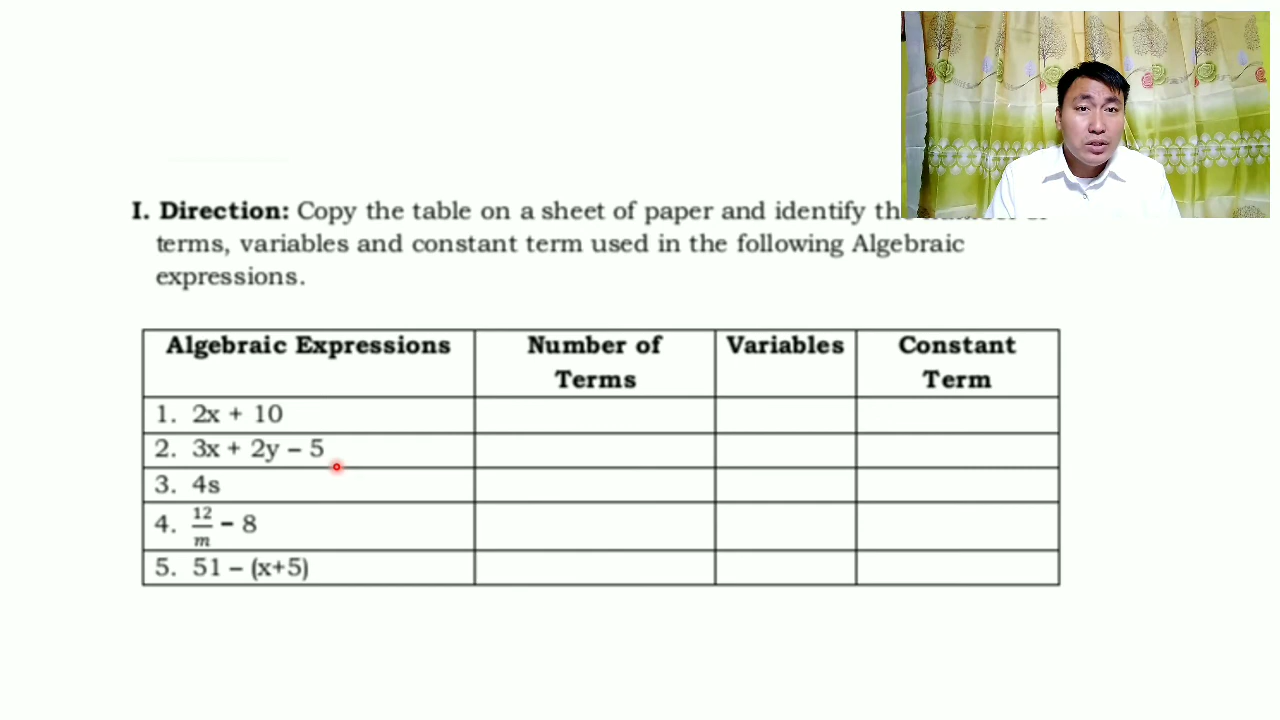 I. Direction: Copy the table on a sheet of paper and identify
terms, variables and constant term used in the following Algebraic
expressions.
Algebraic Expressions Number of Terms Variables Constant Term
1. 2x + 10
2. 3x + 2y – 5
3. 4s
4. 12/m – 8
5. 51 – (x+5)